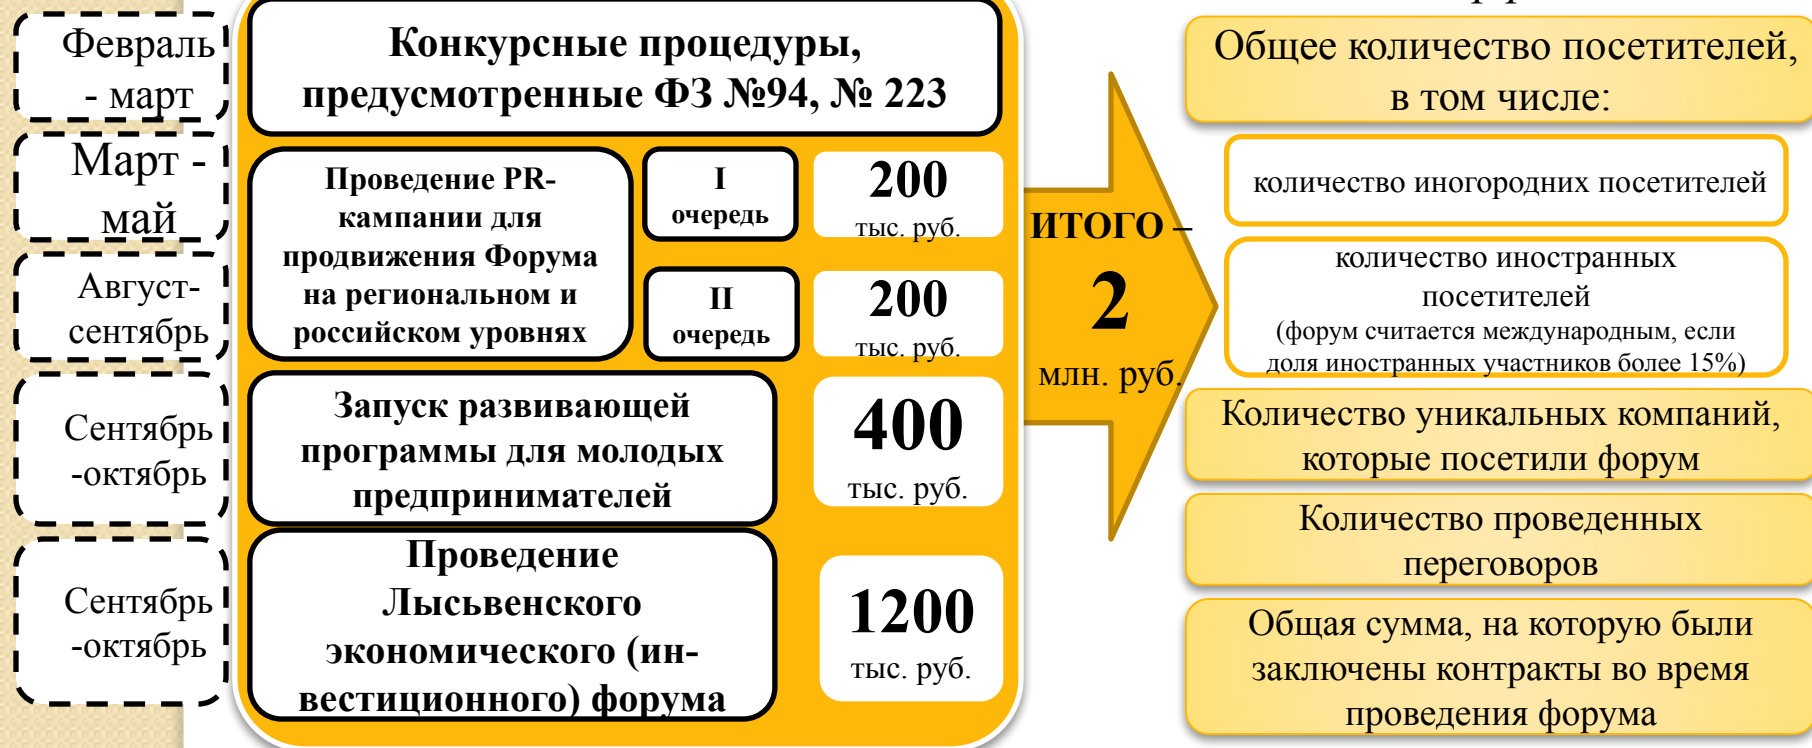 Февраль
- март
Март -
май
Август-
сентябрь
Сентябрь
-октябрь
Сентябрь
-октябрь
Конкурсные процедуры,
предусмотренные ФЗ №94, № 223
Проведение PR-
кампании для
продвижения Форума
на региональном и
российском уровнях
I
очередь
200
тыс. руб.
II
очередь
200
тыс. руб.
Запуск развивающей
программы для молодых
предпринимателей
400
тыс. руб.
Проведение
Лысьвенского
экономического (ин-
вестиционного) форума
1200
тыс. руб.
ИТОГО –
2
млн. руб.
Общее количество посетителей,
в том числе:
количество иногородних посетителей
количество иностранных
посетителей
(форум считается международным, если
доля иностранных участников более 15%)
Количество уникальных компаний,
которые посетили форум
Количество проведенных
переговоров
Общая сумма, на которую были
заключены контракты во время
проведения форума